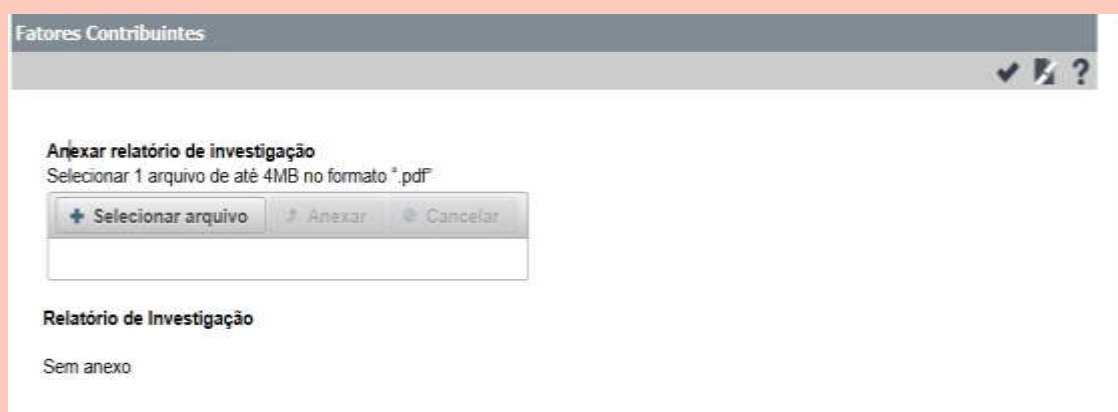 Fatores Contribuintes
?
Anexar relatório de investigação
Selecionar 1 arquivo de até 4MB no formato ".pdf"
+ Selecionar arquivo Anexar Cancelar
Relatório de Investigação
Sem anexo